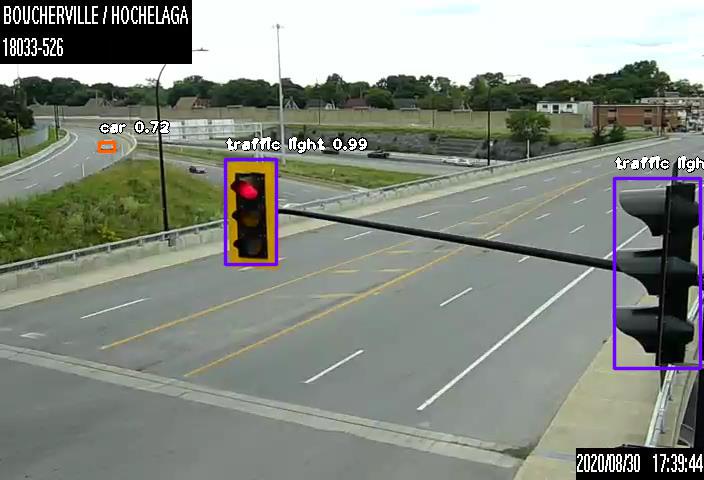 BOUCHERVILLE / HOCHELAGA
18033-526
car 0.72
traffic light 0.99
traffic ligh
2020/08/30 17:39:44